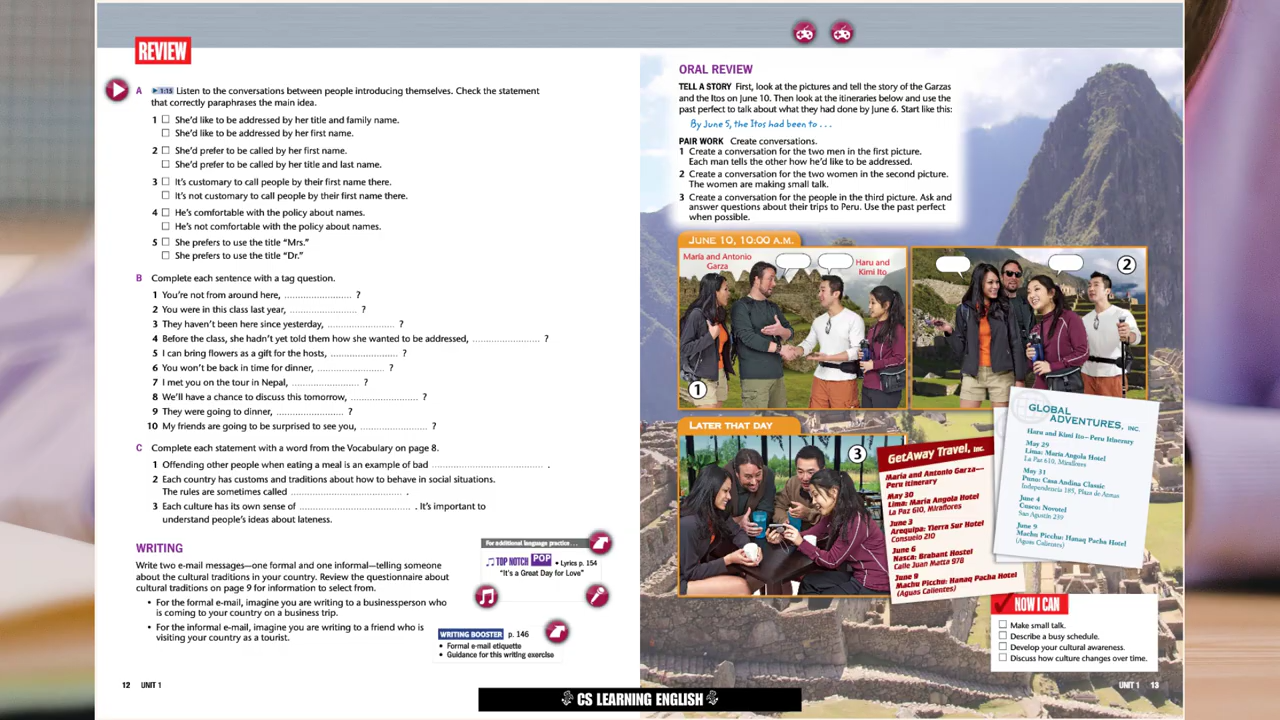 REVIEW
A ▶ 1:15 Listen to the conversations between people introducing themselves. Check the statement
that correctly paraphrases the main idea.
1 □ She'd like to be addressed by her title and family name.
□ She'd like to be addressed by her first name.
2 □ She'd prefer to be called by her first name.
□ She'd prefer to be called by her title and last name.
3 □ It's customary to call people by their first name there.
□ It's not customary to call people by their first name there.
4 □ He's comfortable with the policy about names.
□ He's not comfortable with the policy about names.
5 □ She prefers to use the title "Mrs."
□ She prefers to use the title "Dr."
B Complete each sentence with a tag question.
1 You're not from around here, ........................ ?
2 You were in this class last year, ........................ ?
3 They haven't been here since yesterday, ........................ ?
4 Before the class, she hadn't yet told them how she wanted to be addressed, ........................ ?
5 I can bring flowers as a gift for the hosts, ........................ ?
6 You won't be back in time for dinner, ........................ ?
7 I met you on the tour in Nepal, ........................ ?
8 We'll have a chance to discuss this tomorrow, ........................ ?
9 They were going to dinner, ........................ ?
10 My friends are going to be surprised to see you, ........................ ?
C Complete each statement with a word from the Vocabulary on page 8.
1 Offending other people when eating a meal is an example of bad ........................................ .
2 Each country has customs and traditions about how to behave in social situations.
The rules are sometimes called ........................................ .
3 Each culture has its own sense of ........................................ . It's important to
understand people's ideas about lateness.
WRITING
Write two e-mail messages—one formal and one informal—telling someone
about the cultural traditions in your country. Review the questionnaire about
cultural traditions on page 9 for information to select from.
• For the formal e-mail, imagine you are writing to a businessperson who
is coming to your country on a business trip.
• For the informal e-mail, imagine you are writing to a friend who is
visiting your country as a tourist.
For additional language practice . . .
TOP NOTCH POP • Lyrics p. 154
"It's a Great Day for Love"
WRITING BOOSTER p. 146
• Formal e-mail etiquette
• Guidance for this writing exercise
12 UNIT 1
ORAL REVIEW
TELL A STORY First, look at the pictures and tell the story of the Garzas
and the Itos on June 10. Then look at the itineraries below and use the
past perfect to talk about what they had done by June 6. Start like this:
By June 5, the Itos had been to . . .
PAIR WORK Create conversations.
1 Create a conversation for the two men in the first picture.
Each man tells the other how he'd like to be addressed.
2 Create a conversation for the two women in the second picture.
The women are making small talk.
3 Create a conversation for the people in the third picture. Ask and
answer questions about their trips to Peru. Use the past perfect
when possible.
JUNE 10, 10:00 A.M.
María and Antonio
Garza
Haru and
Kimi Ito
1
2
LATER THAT DAY
3
GetAway Travel, Inc.
María and Antonio Garza—
Peru Itinerary
May 30
Lima: María Angola Hotel
La Paz 610, Miraflores
June 3
Arequipa: Tierra Sur Hotel
Consuelo 210
June 6
Nasca: Brabant Hostel
Calle Juan Matta 978
June 9
Machu Picchu: Hanaq Pacha Hotel
(Aguas Calientes)
GLOBAL
ADVENTURES, INC.
Haru and Kimi Ito—Peru Itinerary
May 29
Lima: María Angola Hotel
La Paz 610, Miraflores
May 31
Puno: Casa Andina Classic
Independencia 185, Plaza de Armas
June 4
Cusco: Novotel
San Agustín 239
June 9
Machu Picchu: Hanaq Pacha Hotel
(Aguas Calientes)
NOW I CAN
□ Make small talk.
□ Describe a busy schedule.
□ Develop your cultural awareness.
□ Discuss how culture changes over time.
UNIT 1 13
CS LEARNING ENGLISH